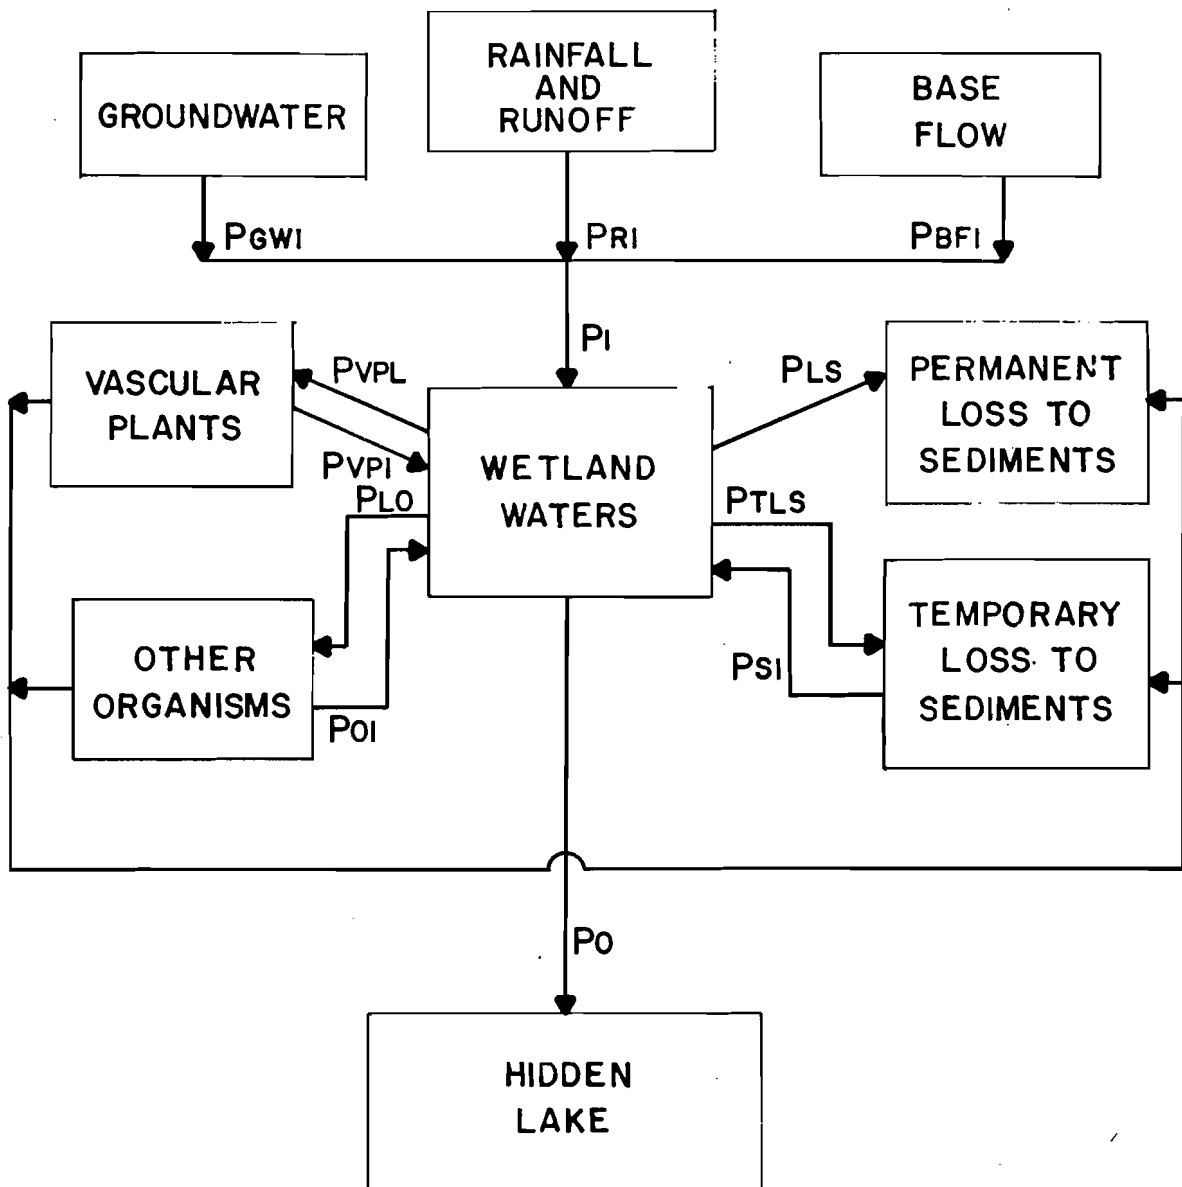 GROUNDWATER
RAINFALL
AND
RUNOFF
BASE
FLOW
PGWI
PRI
PBFI
PI
VASCULAR
PLANTS
PVPL
PVPI
PLO
WETLAND
WATERS
PLS
PTLS
PERMANENT
LOSS TO
SEDIMENTS
OTHER
ORGANISMS
POI
PSI
TEMPORARY
LOSS TO
SEDIMENTS
PO
HIDDEN
LAKE